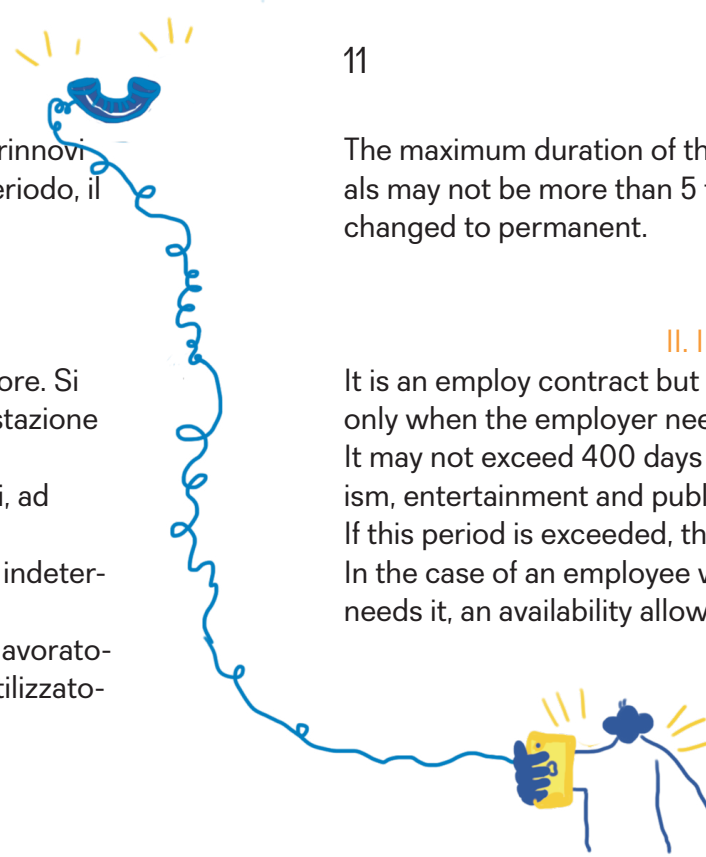 rinnovi
eriodo, il
ore. Si
stazione
i, ad
indeter-
avorato-
tilizzato-
11
The maximum duration of th
als may not be more than 5
changed to permanent.
II. I
It is an employ contract but
only when the employer nee
It may not exceed 400 days
ism, entertainment and publ
If this period is exceeded, th
In the case of an employee
needs it, an availability allow